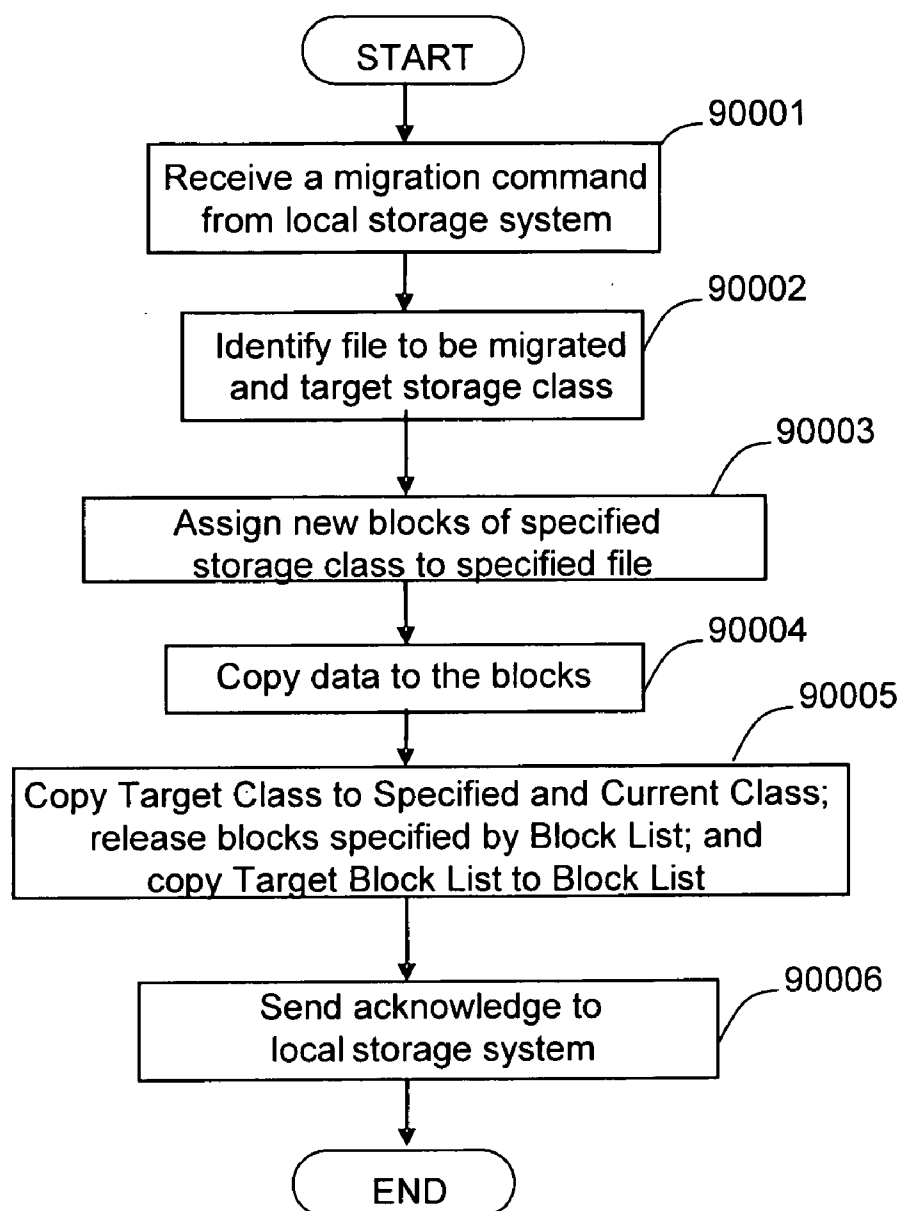 START
90001
Receive a migration command
from local storage system
90002
Identify file to be migrated
and target storage class
90003
Assign new blocks of specified
storage class to specified file
90004
Copy data to the blocks
90005
Copy Target Class to Specified and Current Class;
release blocks specified by Block List; and
copy Target Block List to Block List
90006
Send acknowledge to
local storage system
END